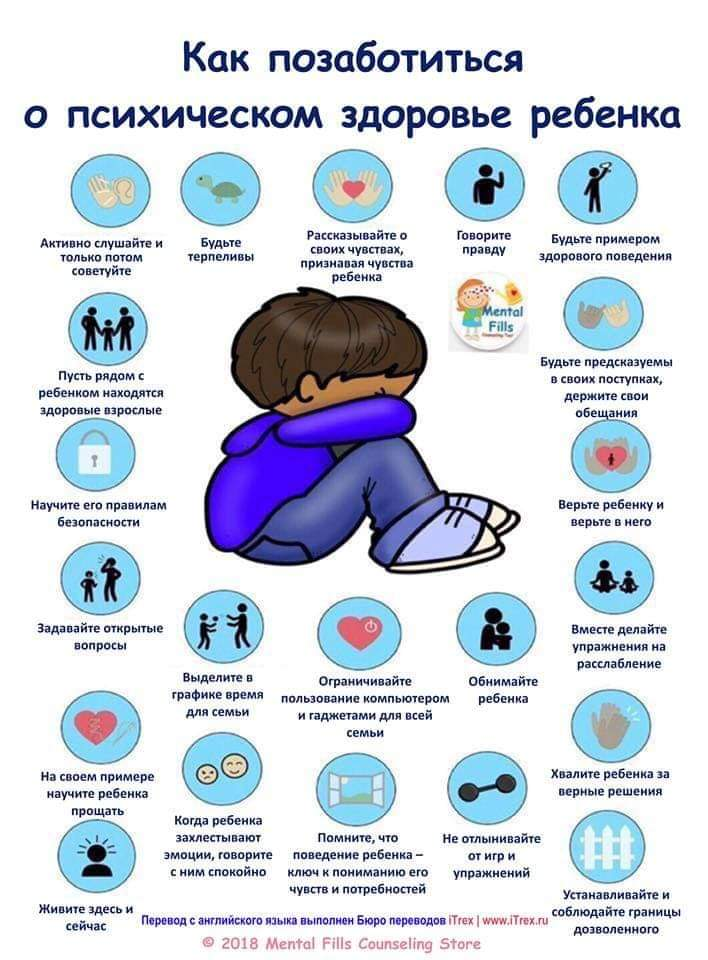 Как позаботиться
о психическом здоровье ребенка
Активно слушайте и
только потом
советуйте
Будьте
терпеливы
Рассказывайте о
своих чувствах,
признавая чувства
ребенка
Говорите
правду
Будьте примером
здорового поведения
Mental
Fills
Counseling Tools
Пусть рядом с
ребенком находятся
здоровые взрослые
Будьте предсказуемы
в своих поступках,
держите свои
обещания
Научите его правилам
безопасности
Верьте ребенку и
верьте в него
Задавайте открытые
вопросы
Выделите в
графике время
для семьи
Ограничивайте
пользование компьютером
и гаджетами для всей
семьи
Обнимайте
ребенка
Вместе делайте
упражнения на
расслабление
На своем примере
научите ребенка
прощать
Когда ребенка
захлестывают
эмоции, говорите
с ним спокойно
Помните, что
поведение ребенка –
ключ к пониманию его
чувств и потребностей
Не отлынивайте
от игр и
упражнений
Хвалите ребенка за
верные решения
Живите здесь и
сейчас
Устанавливайте и
соблюдайте границы
дозволенного
Перевод с английского языка выполнен Бюро переводов iTrex | www.iTrex.ru
© 2018 Mental Fills Counseling Store